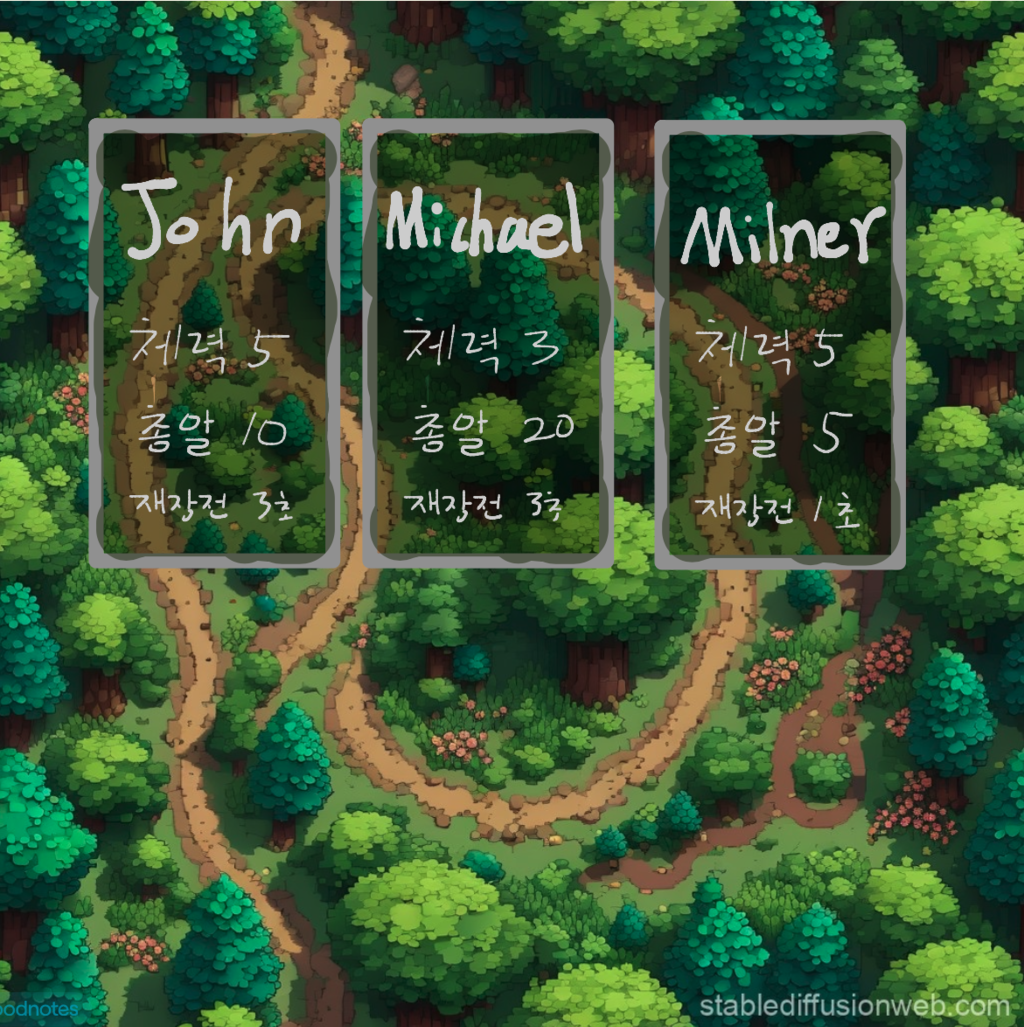 John
체력 5
총알 10
재장전 3초
Michael
체력 3
총알 20
재장전 3초
Milner
체력 5
총알 5
재장전 1초
oodnotes
stablediffusionweb.com